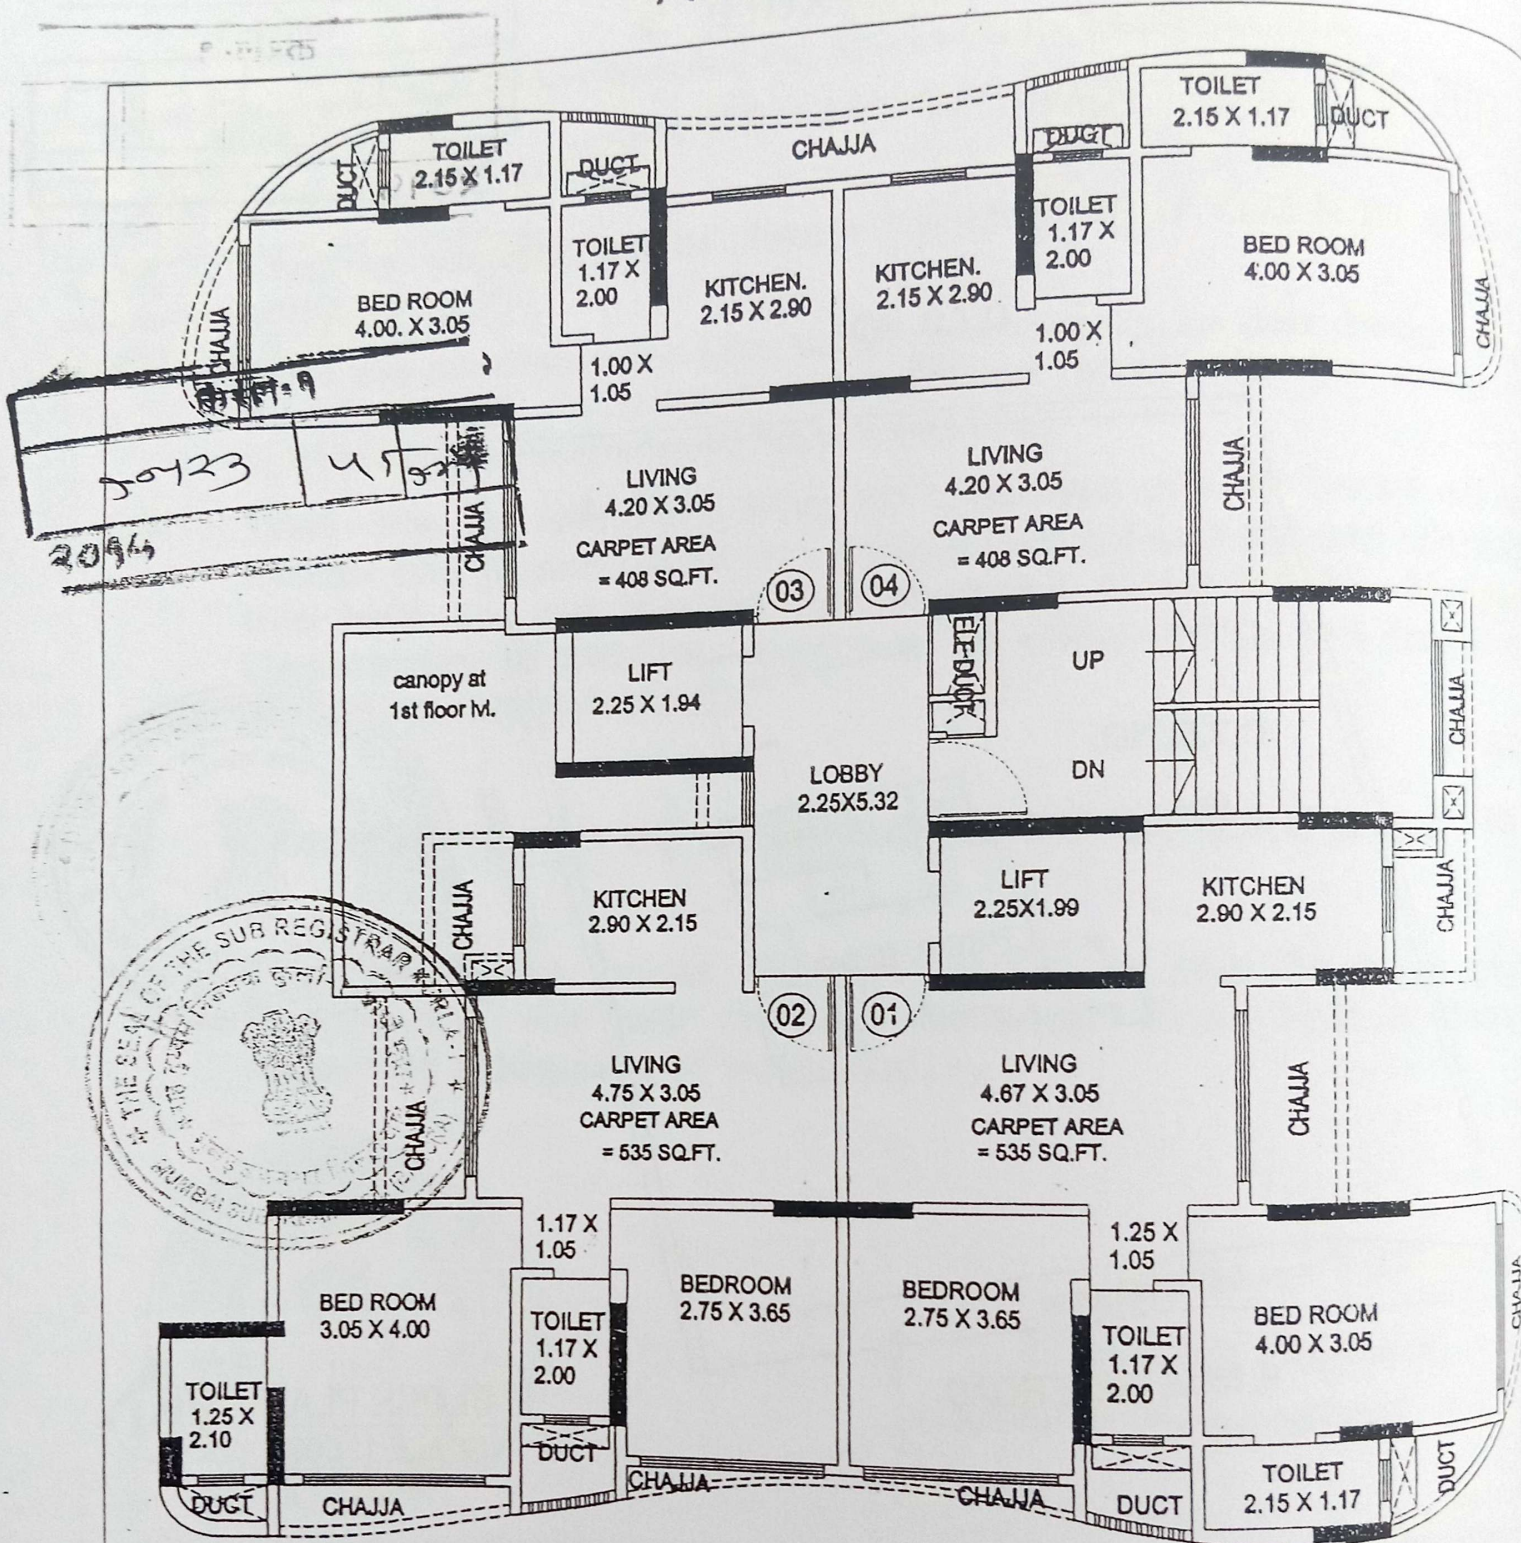 TOILET
2.15 X 1.17
DUCT
CHAJJA
DUCT
TOILET
2.15 X 1.17
DUCT
DUCT
TOILET
1.17 X
2.00
BED ROOM
4.00 X 3.05
CHAJJA
TOILET
1.17 X
2.00
KITCHEN.
2.15 X 2.90
KITCHEN.
2.15 X 2.90
BED ROOM
4.00. X 3.05
CHAJJA
1.00 X
1.05
1.00 X
1.05
LIVING
4.20 X 3.05
CARPET AREA
= 408 SQ.FT.
LIVING
4.20 X 3.05
CARPET AREA
= 408 SQ.FT.
CHAJJA
CHAJJA
03
04
canopy at
1st floor lvl.
LIFT
2.25 X 1.94
ELE-DUCK
UP
DN
CHAJJA
LOBBY
2.25X5.32
KITCHEN
2.90 X 2.15
CHAJJA
LIFT
2.25X1.99
KITCHEN
2.90 X 2.15
CHAJJA
02
01
THE SEAL OF THE SUB REGISTRAR
LIVING
4.75 X 3.05
CARPET AREA
= 535 SQ.FT.
LIVING
4.67 X 3.05
CARPET AREA
= 535 SQ.FT.
CHAJJA
CHAJJA
1.17 X
1.05
1.25 X
1.05
BED ROOM
3.05 X 4.00
TOILET
1.17 X
2.00
BEDROOM
2.75 X 3.65
BEDROOM
2.75 X 3.65
TOILET
1.17 X
2.00
BED ROOM
4.00 X 3.05
CHAJJA
TOILET
1.25 X
2.10
DUCT
CHAJJA
DUCT
CHAJJA
CHAJJA
DUCT
TOILET
2.15 X 1.17
DUCT